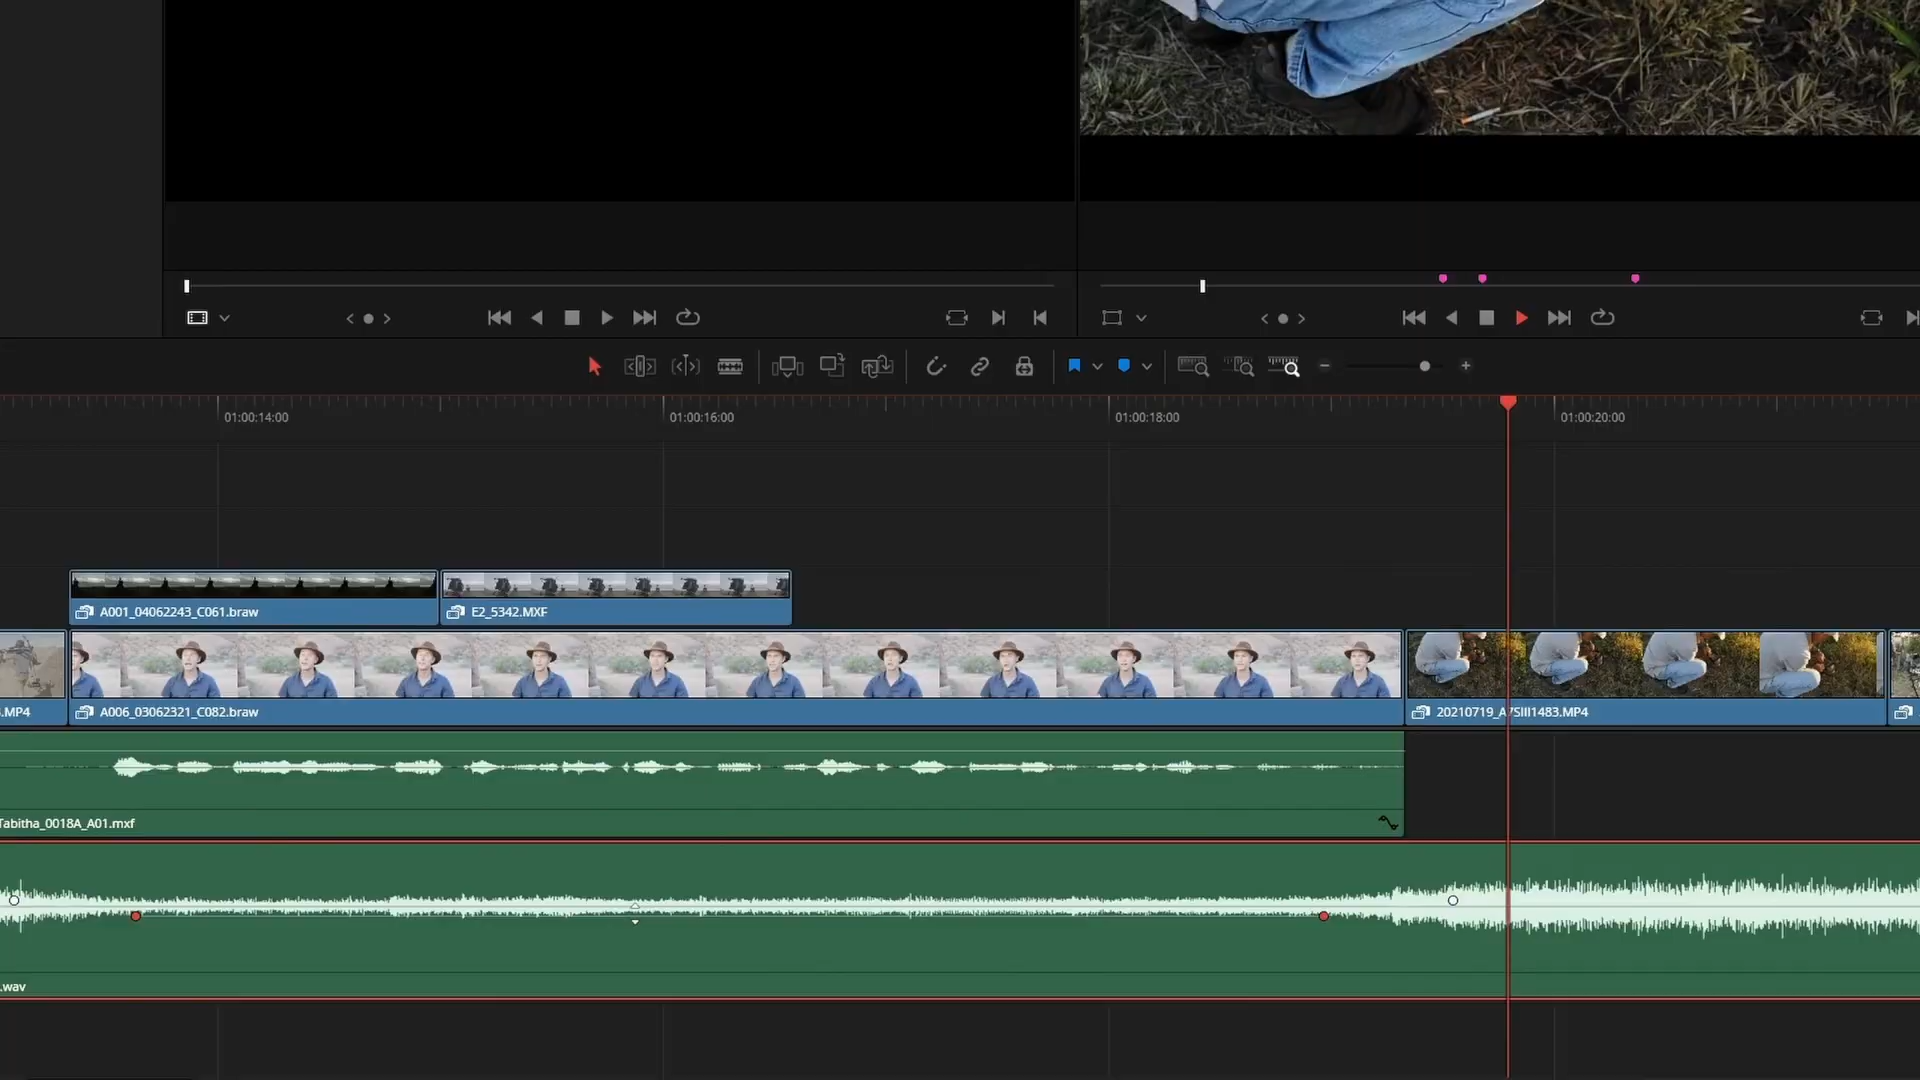 01:00:14:00
01:00:16:00
01:00:18:00
01:00:20:00
A001_04062243_C061.braw
E2_5342.MXF
.MP4
A006_03062321_C082.braw
20210719_A7SIII1483.MP4
Tabitha_0018A_A01.mxf
.wav